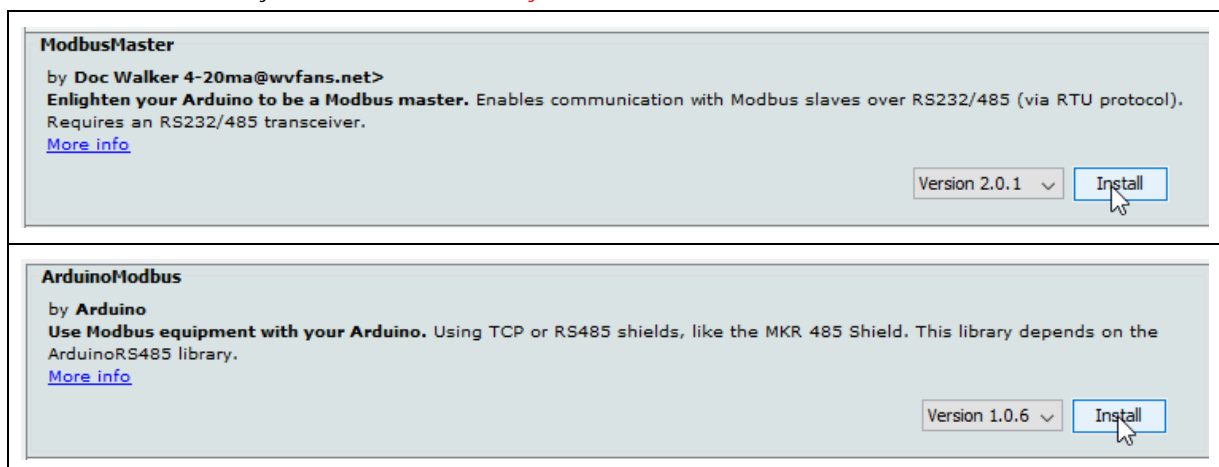 ModbusMaster
by Doc Walker 4-20ma@wvfans.net>
Enlighten your Arduino to be a Modbus master. Enables communication with Modbus slaves over RS232/485 (via RTU protocol).
Requires an RS232/485 transceiver.
More info
Version 2.0.1
Install
ArduinoModbus
by Arduino
Use Modbus equipment with your Arduino. Using TCP or RS485 shields, like the MKR 485 Shield. This library depends on the
ArduinoRS485 library.
More info
Version 1.0.6
Install